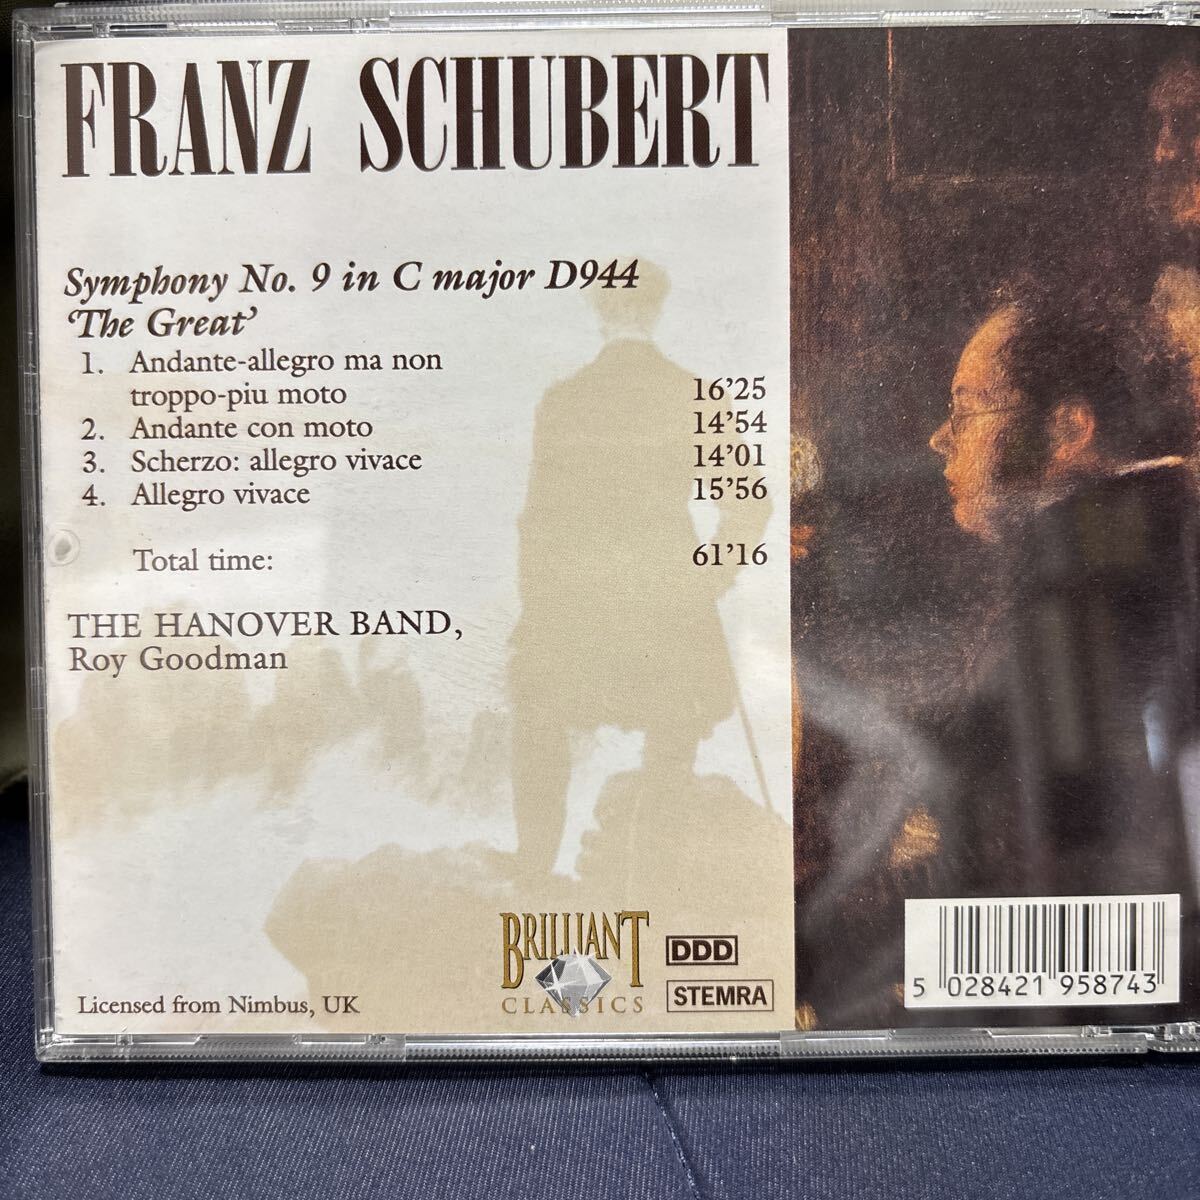 FRANZ SCHUBERT
Symphony No. 9 in C major D944
‘The Great’
1. Andante-allegro ma non
troppo-piu moto 16’25
2. Andante con moto 14’54
3. Scherzo: allegro vivace 14’01
4. Allegro vivace 15’56
Total time: 61’16
THE HANOVER BAND,
Roy Goodman
Licensed from Nimbus, UK
BRILLIANT
CLASSICS
DDD
STEMRA
5 028421 958743